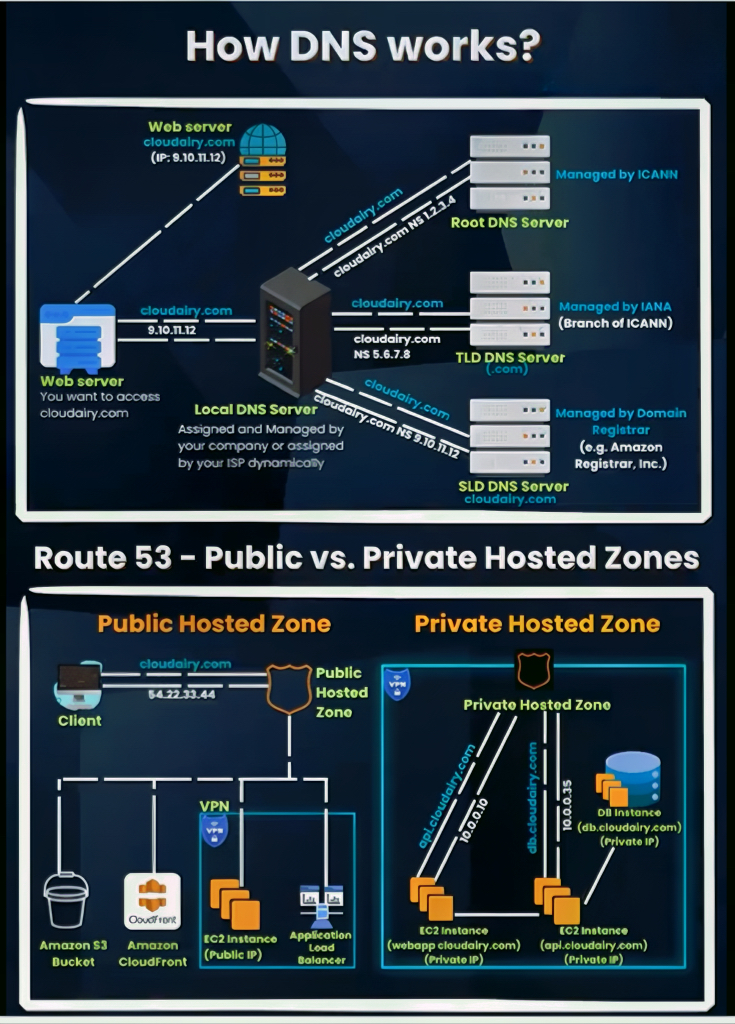 How DNS works?
Web server
cloudairy.com
(IP: 9.10.11.12)
cloudairy.com
cloudairy.com NS 1.2.3.4
Managed by ICANN
Root DNS Server
cloudairy.com
9.10.11.12
cloudairy.com
cloudairy.com
NS 5.6.7.8
Managed by IANA
(Branch of ICANN)
TLD DNS Server
(.com)
Web server
You want to access
cloudairy.com
Local DNS Server
Assigned and Managed by
your company or assigned
by your ISP dynamically
cloudairy.com
cloudairy.com NS 9.10.11.12
Managed by Domain
Registrar
(e.g. Amazon
Registrar, Inc.)
SLD DNS Server
cloudairy.com
Route 53 - Public vs. Private Hosted Zones
Public Hosted Zone
cloudairy.com
54.22.33.44
Client
Public
Hosted
Zone
VPN
VPN
Amazon S3
Bucket
CloudFront
Amazon
CloudFront
EC2 Instance
(Public IP)
Application
Load
Balancer
Private Hosted Zone
VPN
Private Hosted Zone
api.cloudairy.com
10.0.0.10
db.cloudairy.com
10.0.0.35
DB Instance
(db.cloudairy.com)
(Private IP)
EC2 Instance
(webapp cloudairy.com)
(Private IP)
EC2 Instance
(api.cloudairy.com)
(Private IP)